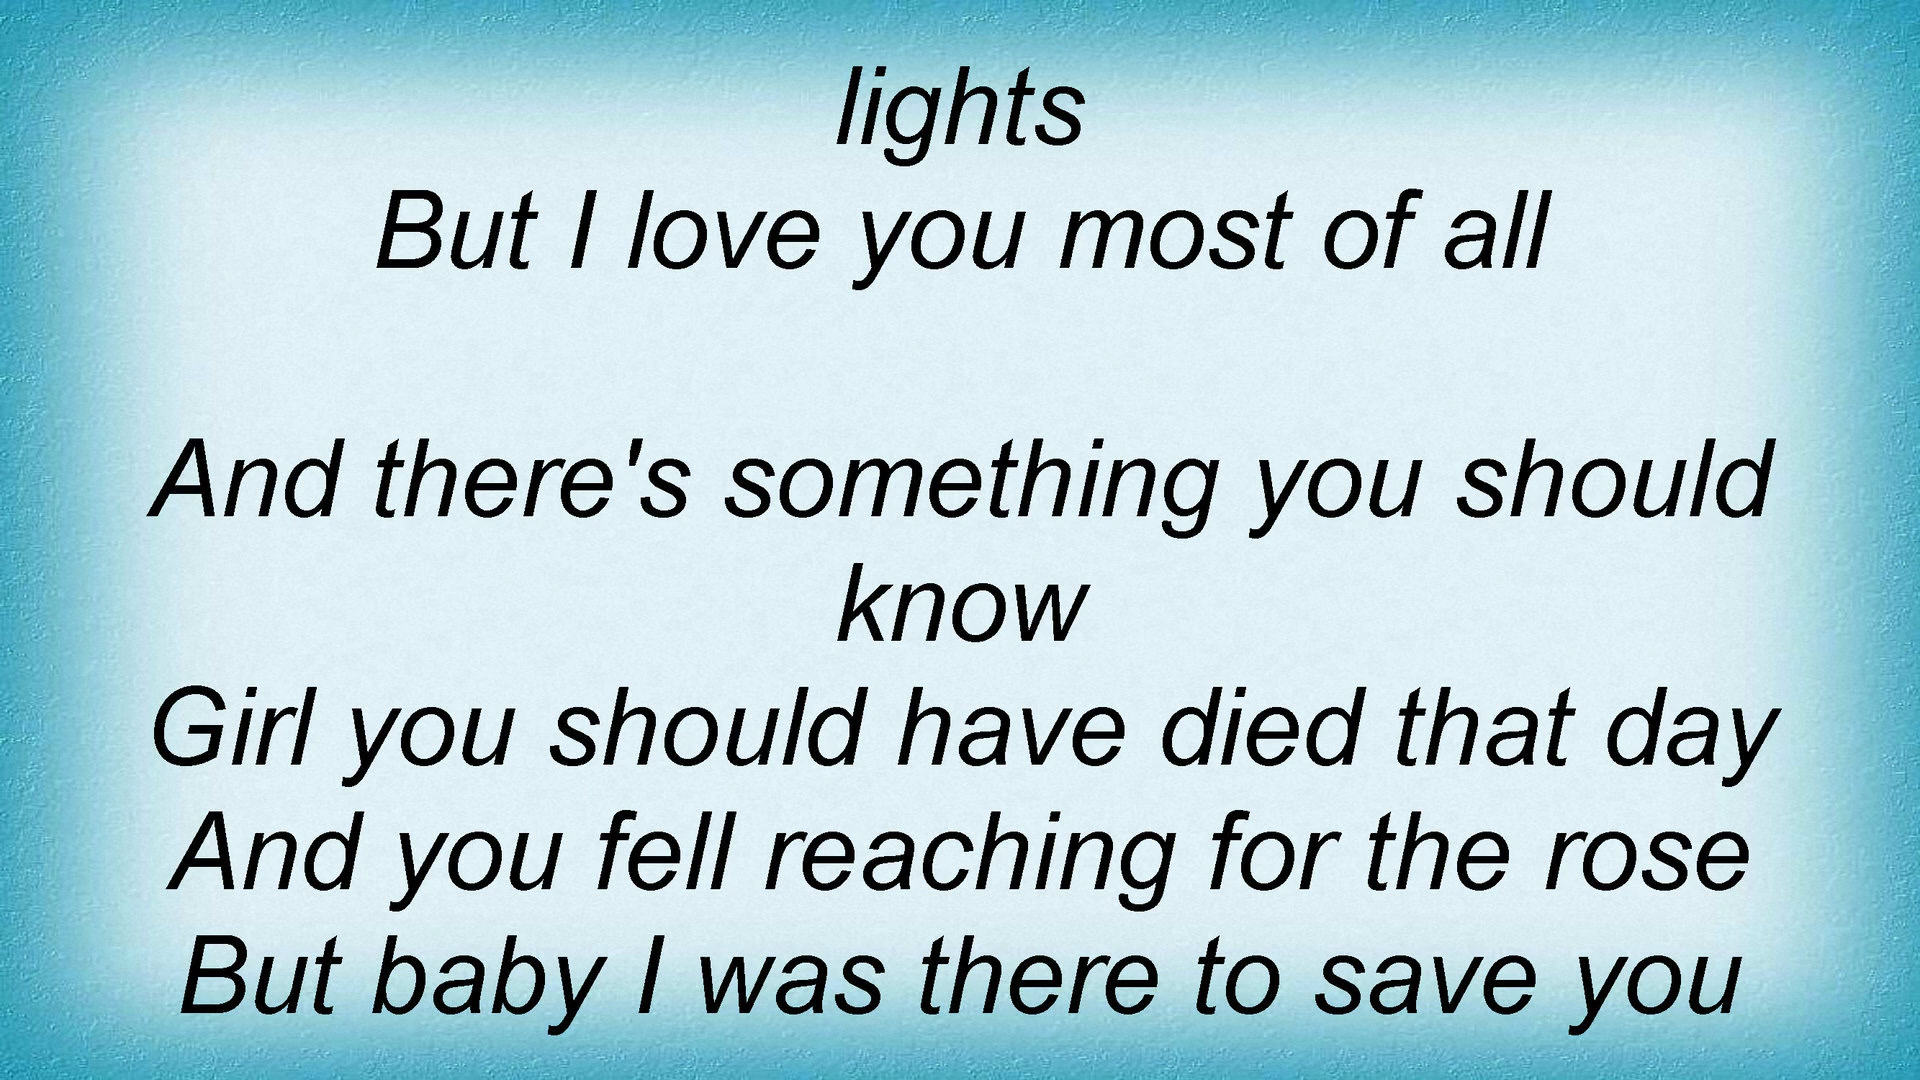 lights
But I love you most of all
And there's something you should
know
Girl you should have died that day
And you fell reaching for the rose
But baby I was there to save you